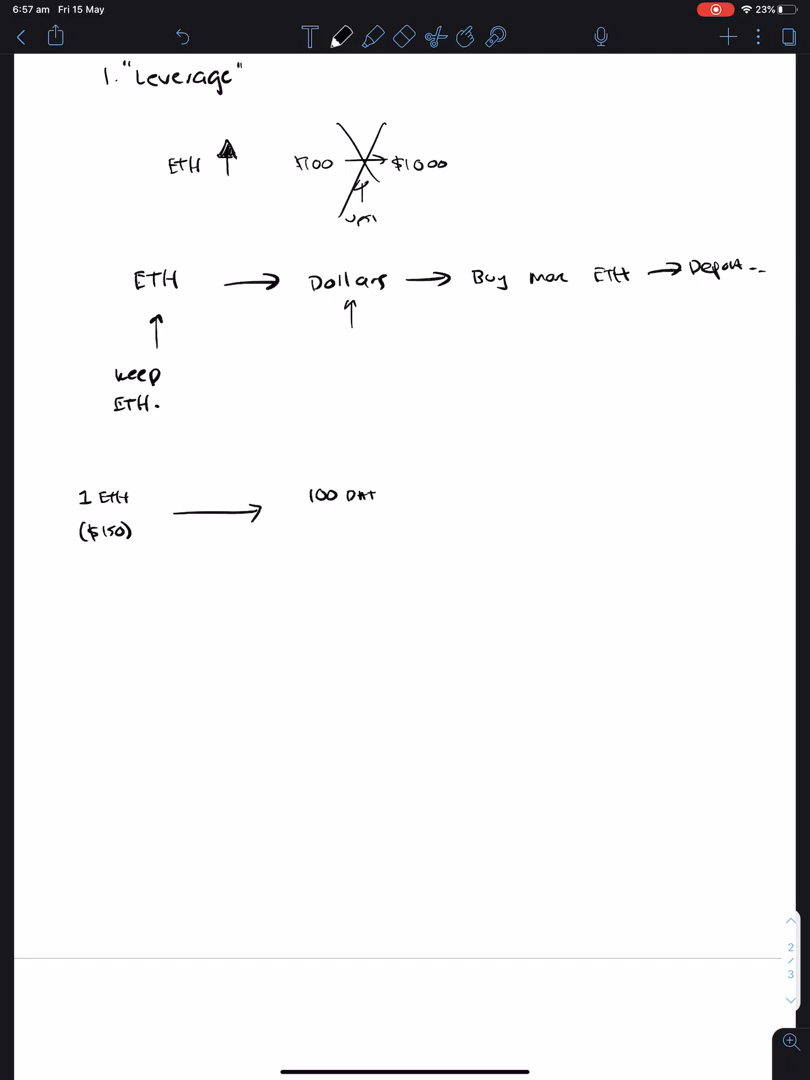 6:57 am Fri 15 May 23%
1. "Leverage"
ETH $100 $1000
ETH Dollars Buy more ETH
keep
ETH.
1 ETH 100 DAI
($150)
2
/
3